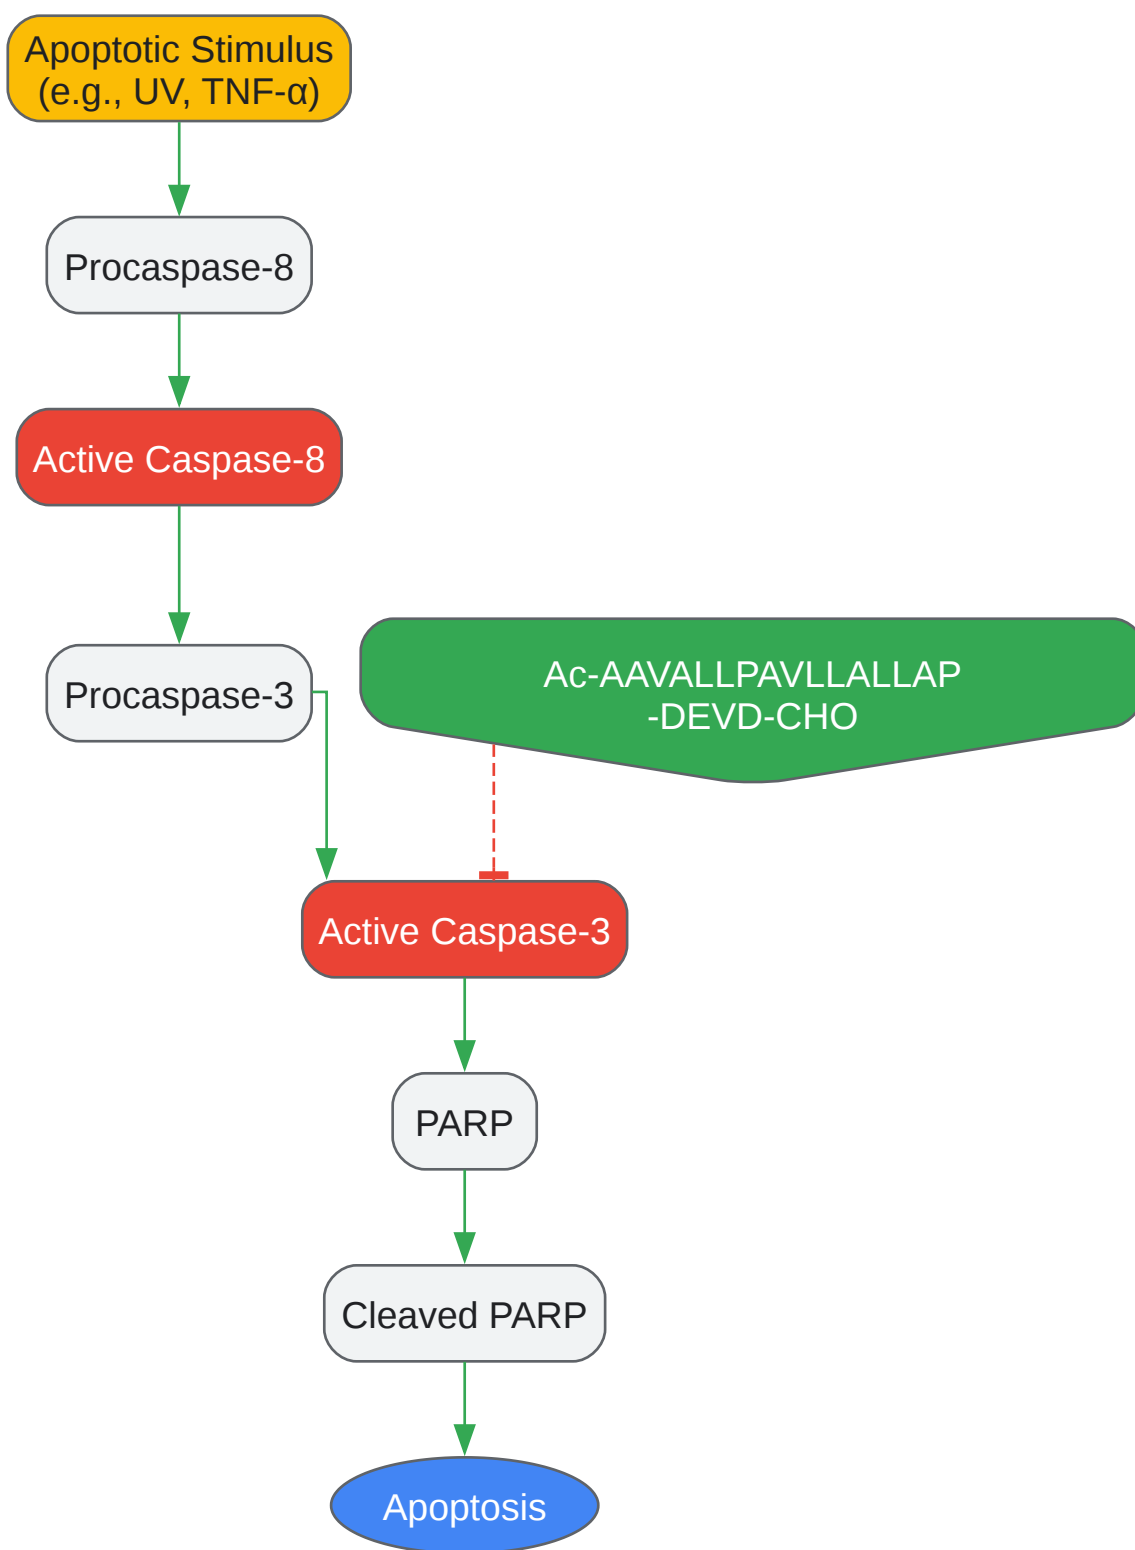 Apoptotic Stimulus
(e.g., UV, TNF-α)
Procaspase-8
Active Caspase-8
Procaspase-3
Ac-AAVALLPAVLLALLAP
-DEVD-CHO
Active Caspase-3
PARP
Cleaved PARP
Apoptosis